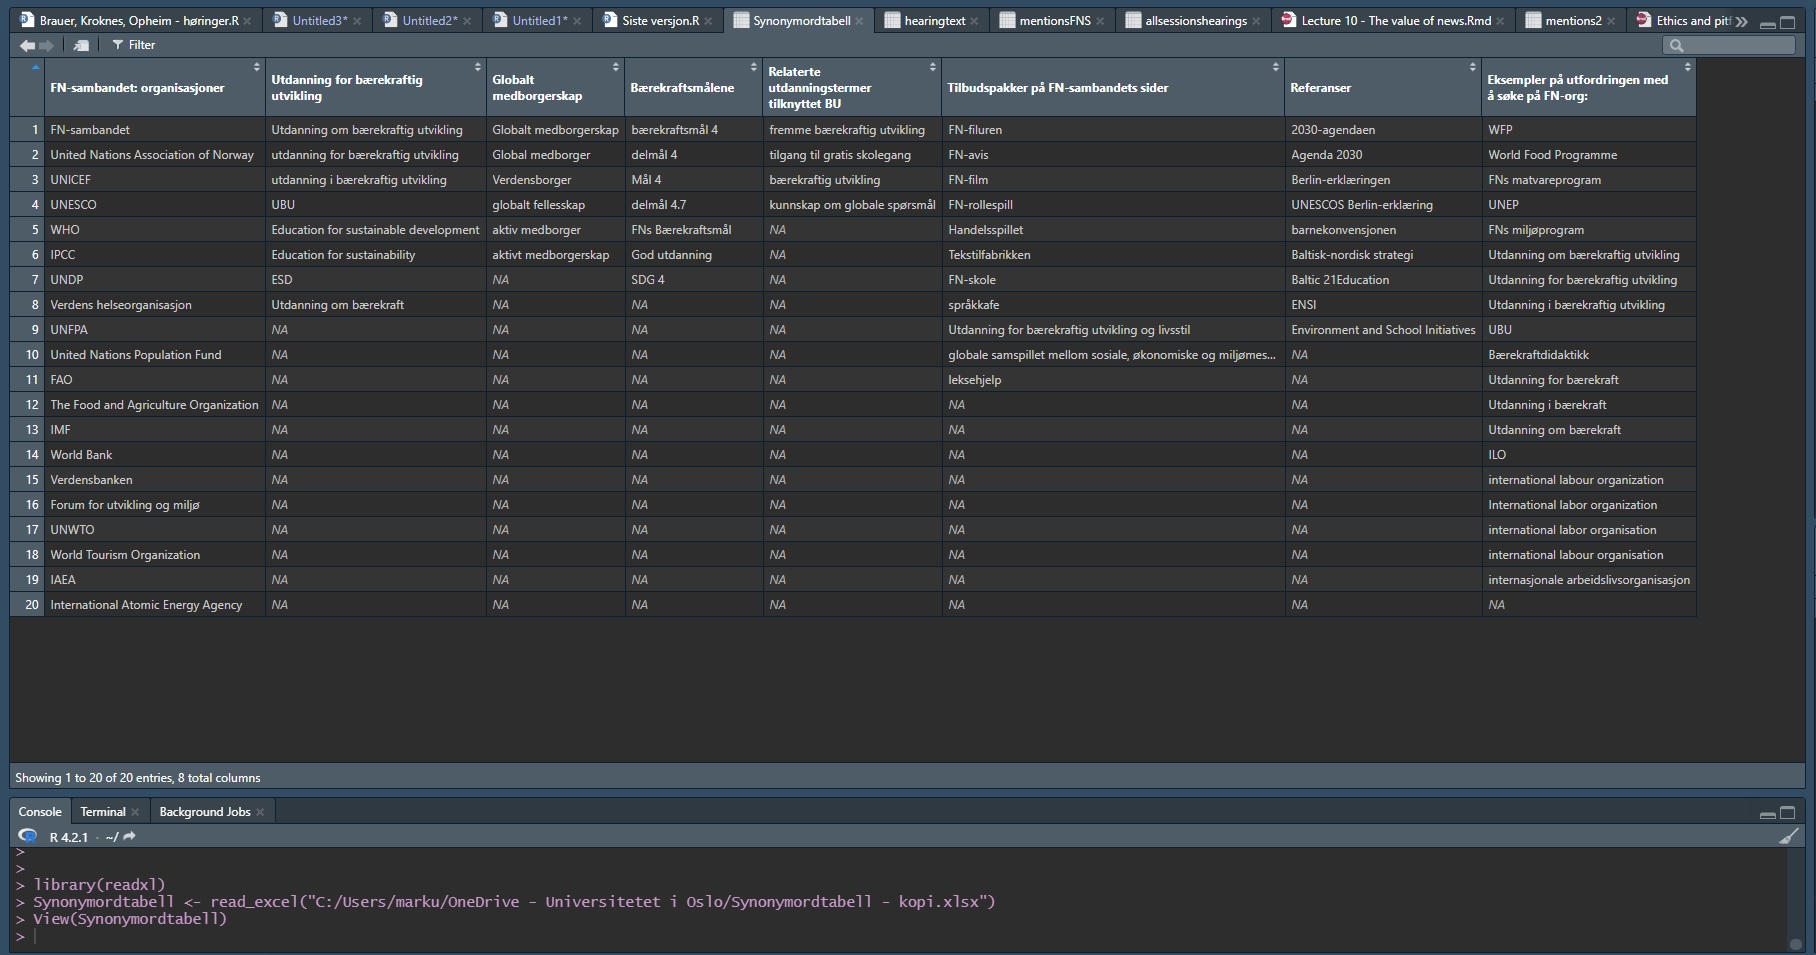 Brauer, Kroknes, Opheim - høringer.R × Untitled3* × Untitled2* × Untitled1* × Siste versjon.R × Synonymordtabell × hearingtext × mentionsFNS × allsessionshearings × Lecture 10 - The value of news.Rmd × mentions2 × Ethics and pitf
Filter
FN-sambandet: organisasjoner Utdanning for bærekraftig utvikling Globalt medborgerskap Bærekraftsmålene Relaterte utdanningstermer tilknyttet BU Tilbudspakker på FN-sambandets sider Referanser Eksempler på utfordringen med å søke på FN-org:
1 FN-sambandet Utdanning om bærekraftig utvikling Globalt medborgerskap bærekraftsmål 4 fremme bærekraftig utvikling FN-filuren 2030-agendaen WFP
2 United Nations Association of Norway utdanning for bærekraftig utvikling Global medborger delmål 4 tilgang til gratis skolegang FN-avis Agenda 2030 World Food Programme
3 UNICEF utdanning i bærekraftig utvikling Verdensborger Mål 4 bærekraftig utvikling FN-film Berlin-erklæringen FNs matvareprogram
4 UNESCO UBU globalt fellesskap delmål 4.7 kunnskap om globale spørsmål FN-rollespill UNESCOS Berlin-erklæring UNEP
5 WHO Education for sustainable development aktiv medborger FNs Bærekraftsmål NA Handelsspillet barnekonvensjonen FNs miljøprogram
6 IPCC Education for sustainability aktivt medborgerskap God utdanning NA Tekstilfabrikken Baltisk-nordisk strategi Utdanning om bærekraftig utvikling
7 UNDP ESD NA SDG 4 NA FN-skole Baltic 21Education Utdanning for bærekraftig utvikling
8 Verdens helseorganisasjon Utdanning om bærekraft NA NA NA språkkafe ENSI Utdanning i bærekraftig utvikling
9 UNFPA NA NA NA NA Utdanning for bærekraftig utvikling og livsstil Environment and School Initiatives UBU
10 United Nations Population Fund NA NA NA NA globale samspillet mellom sosiale, økonomiske og miljømes... NA Bærekraftdidaktikk
11 FAO NA NA NA NA leksehjelp NA Utdanning for bærekraft
12 The Food and Agriculture Organization NA NA NA NA NA NA Utdanning i bærekraft
13 IMF NA NA NA NA NA NA Utdanning om bærekraft
14 World Bank NA NA NA NA NA NA ILO
15 Verdensbanken NA NA NA NA NA NA international labour organization
16 Forum for utvikling og miljø NA NA NA NA NA NA International labor organization
17 UNWTO NA NA NA NA NA NA international labor organisation
18 World Tourism Organization NA NA NA NA NA NA international labour organisation
19 IAEA NA NA NA NA NA NA internasjonale arbeidslivsorganisasjon
20 International Atomic Energy Agency NA NA NA NA NA NA NA
Showing 1 to 20 of 20 entries, 8 total columns
Console Terminal × Background Jobs ×
R 4.2.1 · ~/
>
>
> library(readxl)
> Synonymordtabell <- read_excel("C:/Users/marku/OneDrive - Universitetet i Oslo/Synonymordtabell - kopi.xlsx")
> View(Synonymordtabell)
>